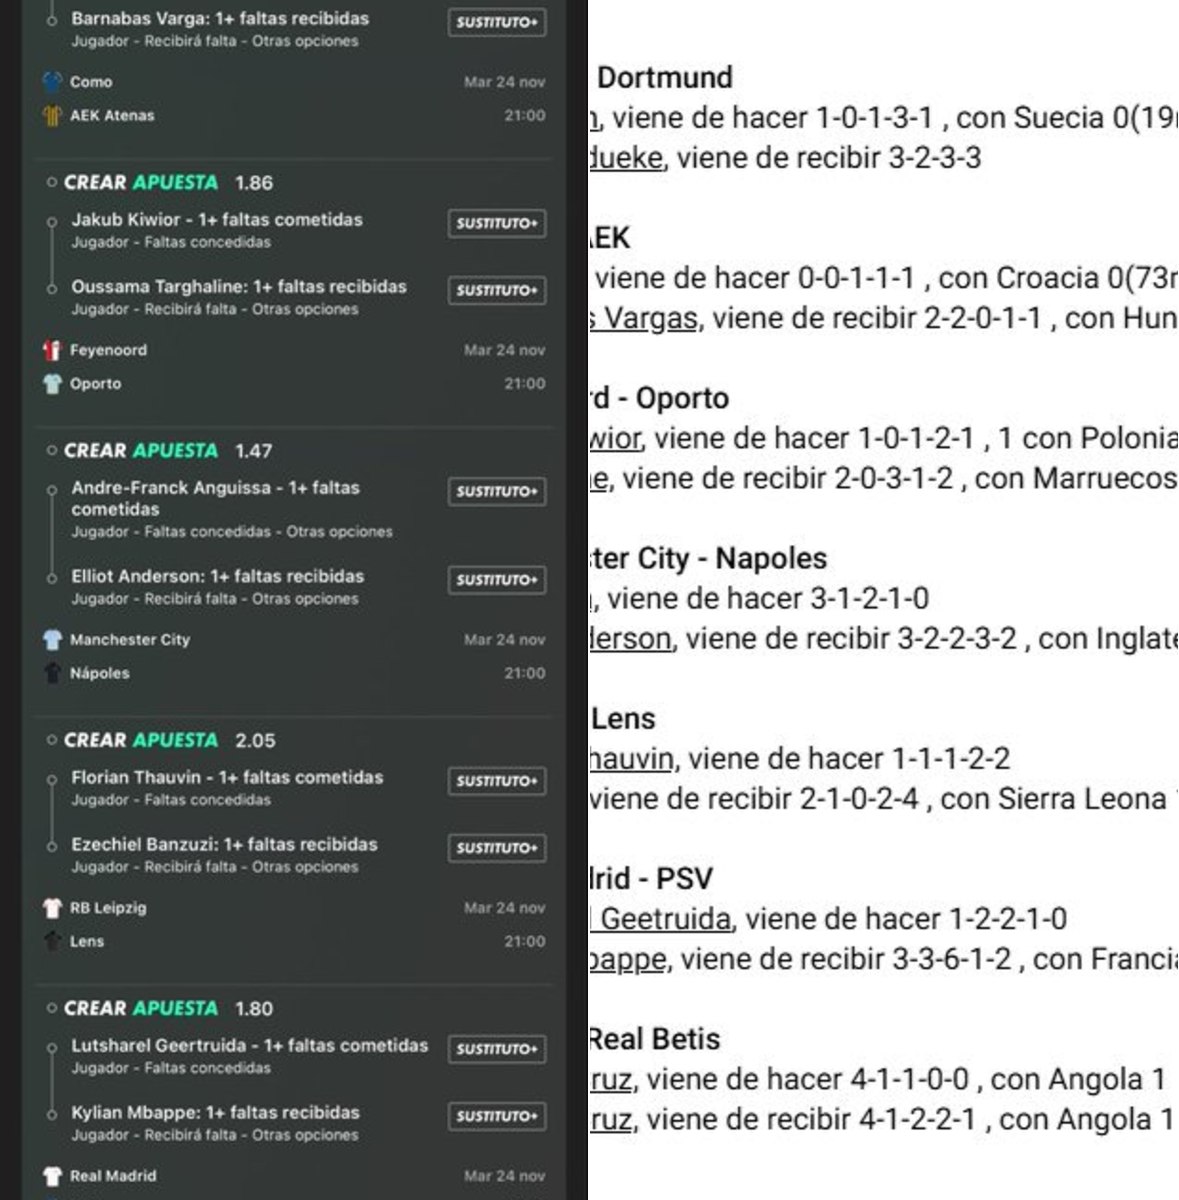 Barnabas Varga: 1+ faltas recibidas
SUSTITUTO+
Jugador - Recibirá falta - Otras opciones
Como
Mar 24 nov
AEK Atenas
21:00
CREAR APUESTA 1.86
Jakub Kiwior - 1+ faltas cometidas
SUSTITUTO+
Jugador - Faltas concedidas
Oussama Targhaline: 1+ faltas recibidas
SUSTITUTO+
Jugador - Recibirá falta - Otras opciones
Feyenoord
Mar 24 nov
Oporto
21:00
CREAR APUESTA 1.47
Andre-Franck Anguissa - 1+ faltas
cometidas
SUSTITUTO+
Jugador - Faltas concedidas - Otras opciones
Elliot Anderson: 1+ faltas recibidas
SUSTITUTO+
Jugador - Recibirá falta - Otras opciones
Manchester City
Mar 24 nov
Nápoles
21:00
CREAR APUESTA 2.05
Florian Thauvin - 1+ faltas cometidas
SUSTITUTO+
Jugador - Faltas concedidas
Ezechiel Banzuzi: 1+ faltas recibidas
SUSTITUTO+
Jugador - Recibirá falta - Otras opciones
RB Leipzig
Mar 24 nov
Lens
21:00
CREAR APUESTA 1.80
Lutsharel Geertruida - 1+ faltas cometidas
SUSTITUTO+
Jugador - Faltas concedidas
Kylian Mbappe: 1+ faltas recibidas
SUSTITUTO+
Jugador - Recibirá falta - Otras opciones
Real Madrid
Mar 24 nov
Dortmund
, viene de hacer 1-0-1-3-1 , con Suecia 0(19
dueke, viene de recibir 3-2-3-3
AEK
viene de hacer 0-0-1-1-1 , con Croacia 0(73
s Vargas, viene de recibir 2-2-0-1-1 , con Hun
rd - Oporto
wior, viene de hacer 1-0-1-2-1 , 1 con Polonia
e, viene de recibir 2-0-3-1-2 , con Marruecos
ter City - Napoles
, viene de hacer 3-1-2-1-0
derson, viene de recibir 3-2-2-3-2 , con Inglate
Lens
hauvin, viene de hacer 1-1-1-2-2
viene de recibir 2-1-0-2-4 , con Sierra Leona
drid - PSV
l Geetruida, viene de hacer 1-2-2-1-0
bappe, viene de recibir 3-3-6-1-2 , con Francia
Real Betis
ruz, viene de hacer 4-1-1-0-0 , con Angola 1
ruz, viene de recibir 4-1-2-2-1 , con Angola 1